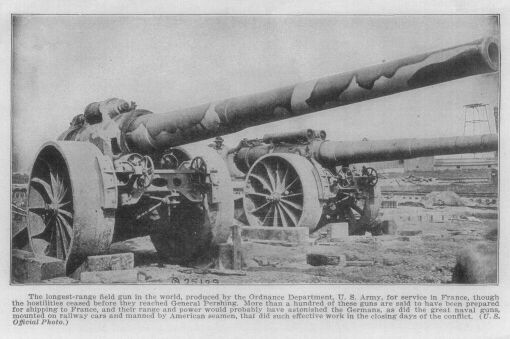 Q 25129
The longest-range field gun in the world, produced by the Ordnance Department, U. S. Army, for service in France, though
the hostilities ceased before they reached General Pershing. More than a hundred of these guns are said to have been prepared
for shipping to France, and their range and power would probably have astonished the Germans, as did the great naval guns,
mounted on railway cars and manned by American seamen, that did such effective work in the closing days of the conflict. (U. S.
Official Photo.)